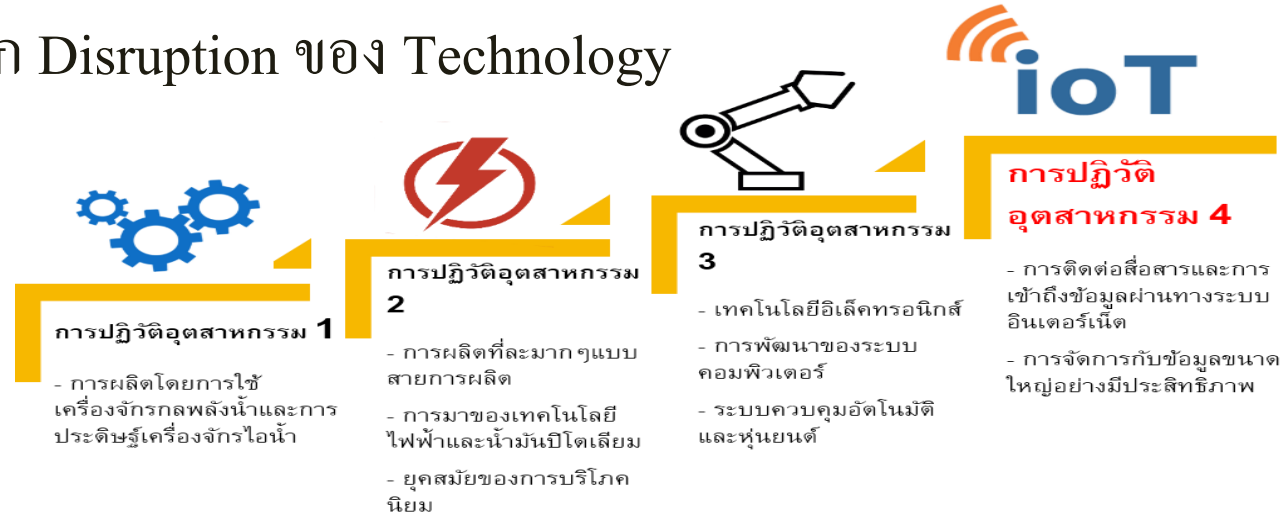 Disruption ของ Technology
ioT
การปฏิวัติอุตสาหกรรม 1
- การผลิตโดยการใช้
เครื่องจักรกลพลังน้ำและการ
ประดิษฐ์เครื่องจักรไอน้ำ
การปฏิวัติอุตสาหกรรม
2
- การผลิตที่ละมาก ๆแบบ
สายการผลิต
- การมาของเทคโนโลยี
ไฟฟ้าและน้ำมันปิโตเลียม
- ยุคสมัยของการบริโภค
นิยม
การปฏิวัติอุตสาหกรรม
3
- เทคโนโลยีอิเล็คทรอนิกส์
- การพัฒนาของระบบ
คอมพิวเตอร์
- ระบบควบคุมอัตโนมัติ
และหุ่นยนต์
การปฏิวัติ
อุตสาหกรรม 4
- การติดต่อสื่อสารและการ
เข้าถึงข้อมูลผ่านทางระบบ
อินเตอร์เน็ต
- การจัดการกับข้อมูลขนาด
ใหญ่อย่างมีประสิทธิภาพ